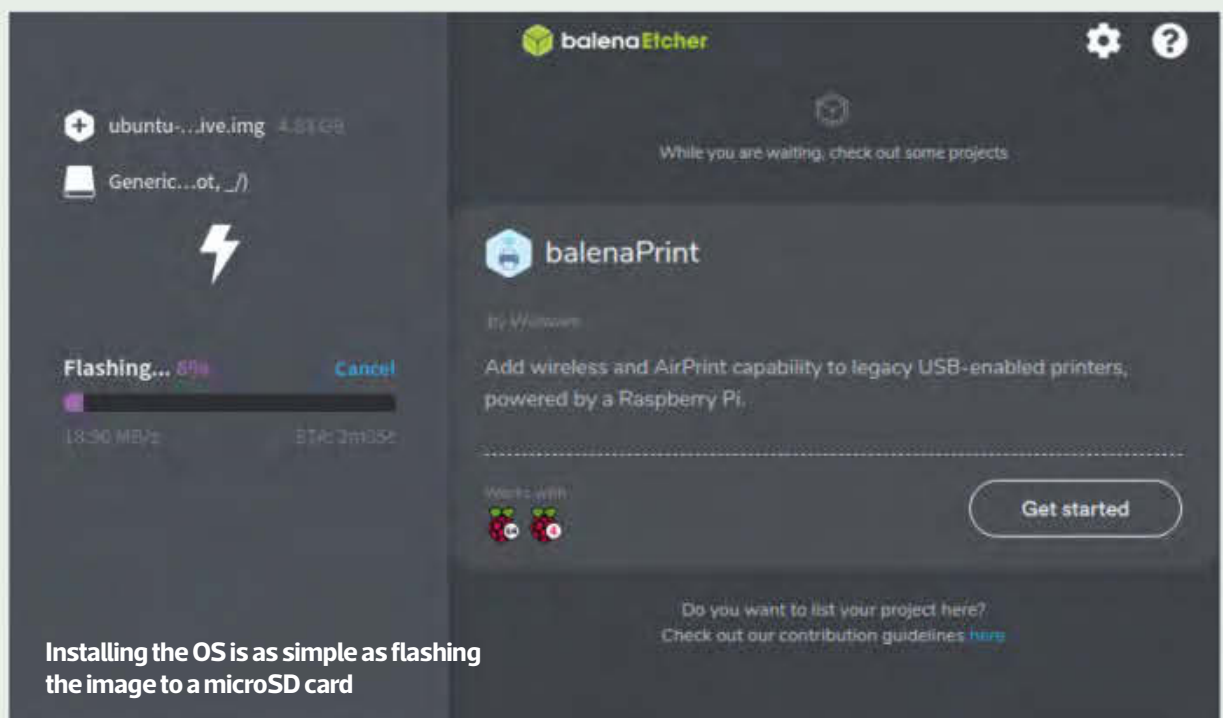 balenaEtcher
ubuntu-...ive.img
Generic...ot, _/)
Flashing...
Cancel
While you are waiting, check out some projects
balenaPrint
by
Add wireless and AirPrint capability to legacy USB-enabled printers,
powered by a Raspberry Pi.
Works with
Get started
Do you want to list your project here?
Check out our contribution guidelines here
Installing the OS is as simple as flashing
the image to a microSD card